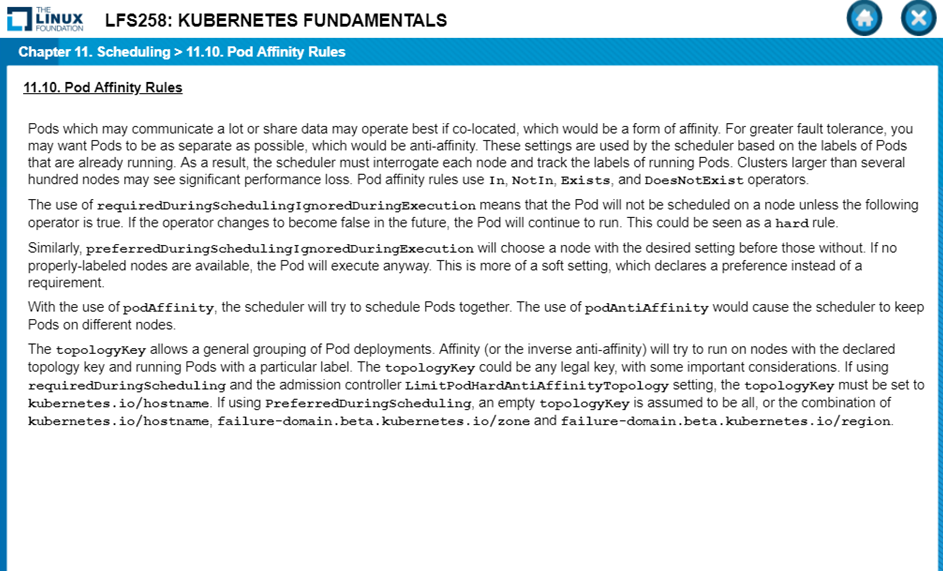 THE
LINUX
FOUNDATION
LFS258: KUBERNETES FUNDAMENTALS
Chapter 11. Scheduling > 11.10. Pod Affinity Rules
11.10. Pod Affinity Rules
Pods which may communicate a lot or share data may operate best if co-located, which would be a form of affinity. For greater fault tolerance, you
may want Pods to be as separate as possible, which would be anti-affinity. These settings are used by the scheduler based on the labels of Pods
that are already running. As a result, the scheduler must interrogate each node and track the labels of running Pods. Clusters larger than several
hundred nodes may see significant performance loss. Pod affinity rules use In, NotIn, Exists, and DoesNotExist operators.
The use of requiredDuringSchedulingIgnoredDuringExecution means that the Pod will not be scheduled on a node unless the following
operator is true. If the operator changes to become false in the future, the Pod will continue to run. This could be seen as a hard rule.
Similarly, preferredDuringSchedulingIgnoredDuringExecution will choose a node with the desired setting before those without. If no
properly-labeled nodes are available, the Pod will execute anyway. This is more of a soft setting, which declares a preference instead of a
requirement.
With the use of podAffinity, the scheduler will try to schedule Pods together. The use of podAntiAffinity would cause the scheduler to keep
Pods on different nodes.
The topologyKey allows a general grouping of Pod deployments. Affinity (or the inverse anti-affinity) will try to run on nodes with the declared
topology key and running Pods with a particular label. The topologyKey could be any legal key, with some important considerations. If using
requiredDuringScheduling and the admission controller LimitPodHardAntiAffinityTopology setting, the topologyKey must be set to
kubernetes.io/hostname. If using PreferredDuringScheduling, an empty topologyKey is assumed to be all, or the combination of
kubernetes.io/hostname, failure-domain.beta.kubernetes.io/zone and failure-domain.beta.kubernetes.io/region.